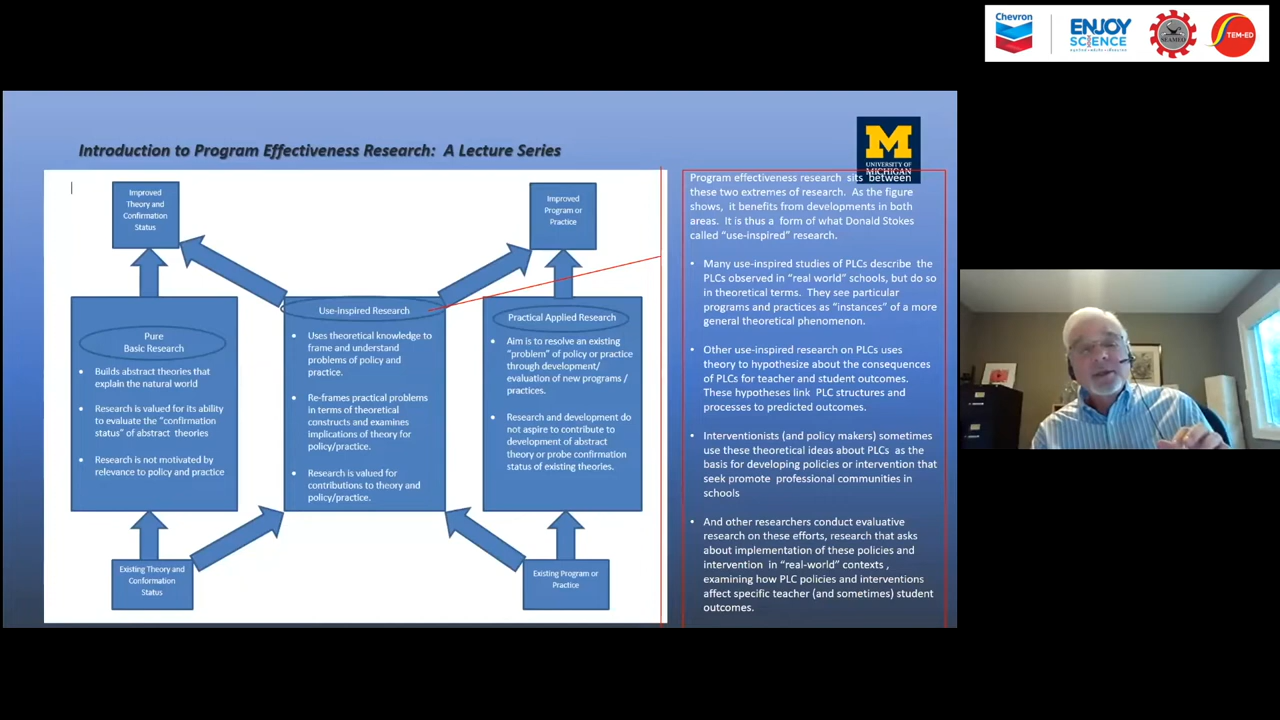 Chevron
ENJOY
SCIENCE
SEAMEO
TEM-ED
Introduction to Program Effectiveness Research: A Lecture Series
M
UNIVERSITY OF
MICHIGAN
Improved
Theory and
Confirmation
Status
Improved
Program or
Practice
Pure
Basic Research
• Builds abstract theories that
explain the natural world
• Research is valued for its ability
to evaluate the “confirmation
status” of abstract theories
• Research is not motivated by
relevance to policy and practice
Use-inspired Research
• Uses theoretical knowledge to
frame and understand
problems of policy and
practice.
• Re-frames practical problems
in terms of theoretical
constructs and examines
implications of theory for
policy/practice.
• Research is valued for
contributions to theory and
policy/practice.
Practical Applied Research
• Aim is to resolve an existing
“problem” of policy or practice
through development/
evaluation of new programs /
practices.
• Research and development do
not aspire to contribute to
development of abstract
theory or probe confirmation
status of existing theories.
Existing Theory and
Conformation
Status
Existing Program or
Practice
Program effectiveness research sits between
these two extremes of research. As the figure
shows, it benefits from developments in both
areas. It is thus a form of what Donald Stokes
called “use-inspired” research.
• Many use-inspired studies of PLCs describe the
PLCs observed in “real world” schools, but do so
in theoretical terms. They see particular
programs and practices as “instances” of a more
general theoretical phenomenon.
• Other use-inspired research on PLCs uses
theory to hypothesize about the consequences
of PLCs for teacher and student outcomes.
These hypotheses link PLC structures and
processes to predicted outcomes.
• Interventionists (and policy makers) sometimes
use these theoretical ideas about PLCs as the
basis for developing policies or intervention that
seek promote professional communities in
schools
• And other researchers conduct evaluative
research on these efforts, research that asks
about implementation of these policies and
intervention in “real-world” contexts ,
examining how PLC policies and interventions
affect specific teacher (and sometimes) student
outcomes.